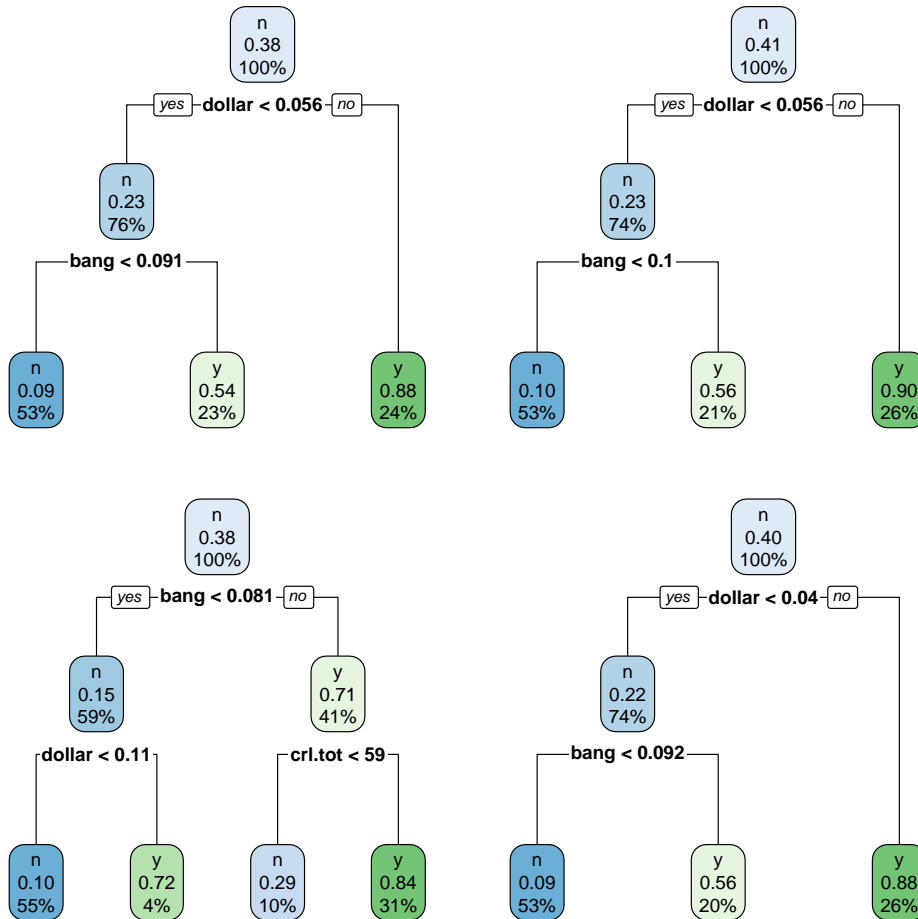 n
0.38
100%
yes dollar < 0.056 no
n
0.23
76%
bang < 0.091
n
0.09
53%
y
0.54
23%
y
0.88
24%
n
0.41
100%
yes dollar < 0.056 no
n
0.23
74%
bang < 0.1
n
0.10
53%
y
0.56
21%
y
0.90
26%
n
0.38
100%
yes bang < 0.081 no
n
0.15
59%
y
0.71
41%
dollar < 0.11
crl.tot < 59
n
0.10
55%
y
0.72
4%
n
0.29
10%
y
0.84
31%
n
0.40
100%
yes dollar < 0.04 no
n
0.22
74%
bang < 0.092
n
0.09
53%
y
0.56
20%
y
0.88
26%